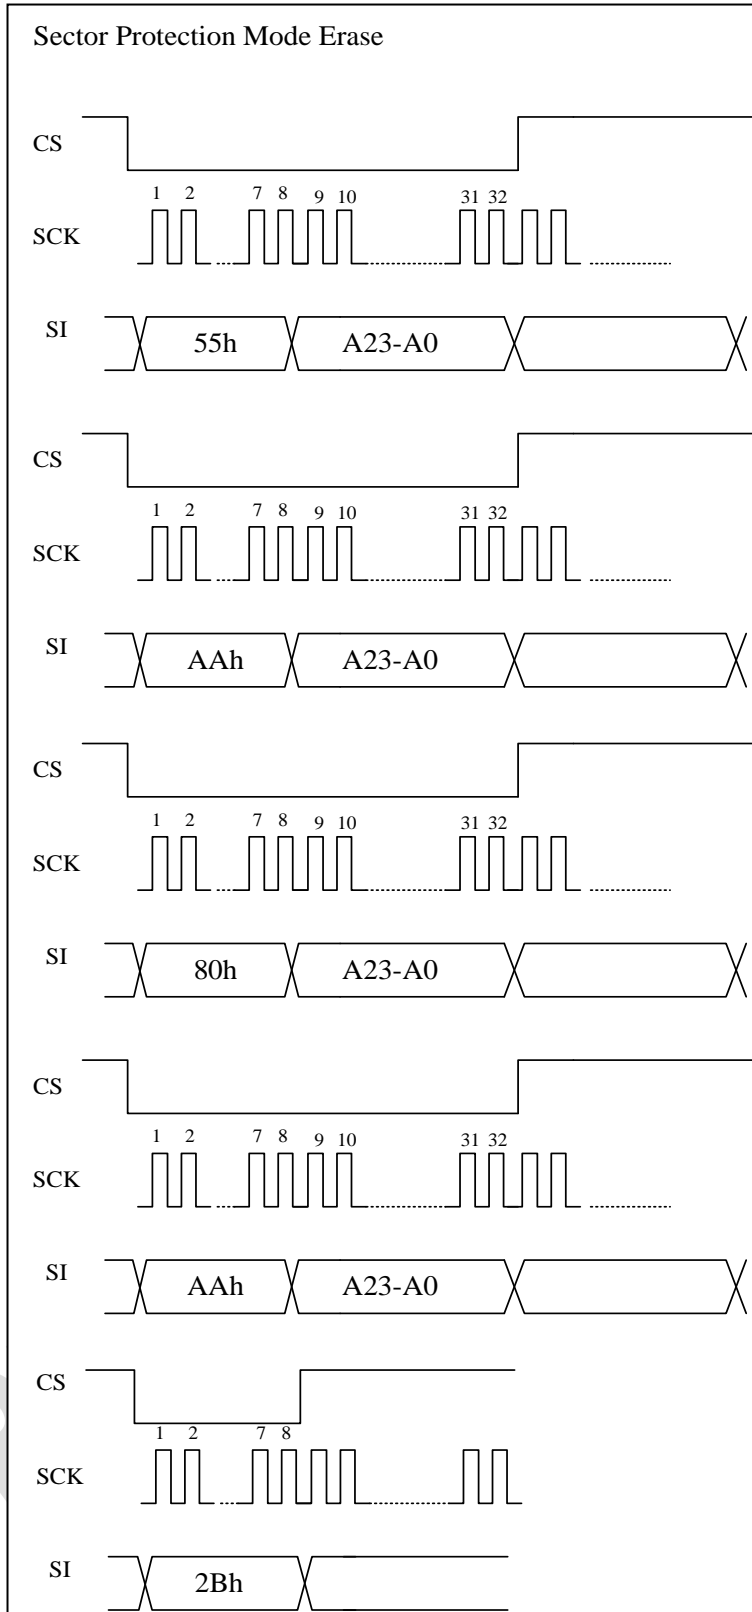 Sector Protection Mode Erase
CS
1 2 7 8 9 10 31 32
SCK
SI 55h A23-A0
CS
1 2 7 8 9 10 31 32
SCK
SI AAh A23-A0
CS
1 2 7 8 9 10 31 32
SCK
SI 80h A23-A0
CS
1 2 7 8 9 10 31 32
SCK
SI AAh A23-A0
CS
1 2 7 8
SCK
SI 2Bh